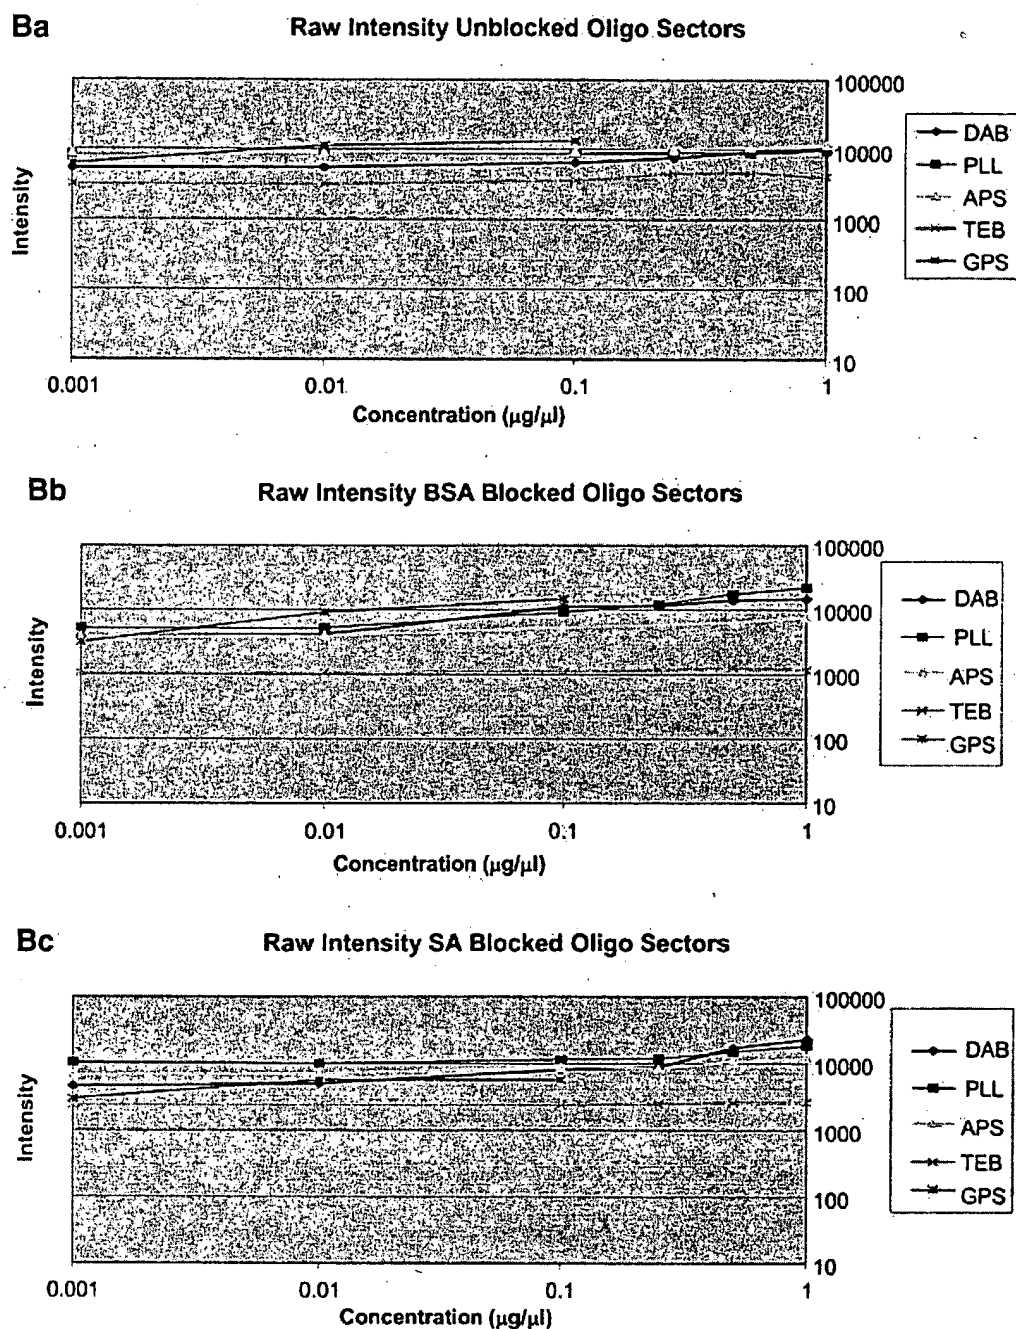 Ba
Raw Intensity Unblocked Oligo Sectors
100000
10000
1000
100
10
Intensity
0.001
0.01
0.1
1
Concentration (µg/µl)
DAB
PLL
APS
TEB
GPS
Bb
Raw Intensity BSA Blocked Oligo Sectors
100000
10000
1000
100
10
Intensity
0.001
0.01
0.1
1
Concentration (µg/µl)
DAB
PLL
APS
TEB
GPS
Bc
Raw Intensity SA Blocked Oligo Sectors
100000
10000
1000
100
10
Intensity
0.001
0.01
0.1
1
Concentration (µg/µl)
DAB
PLL
APS
TEB
GPS